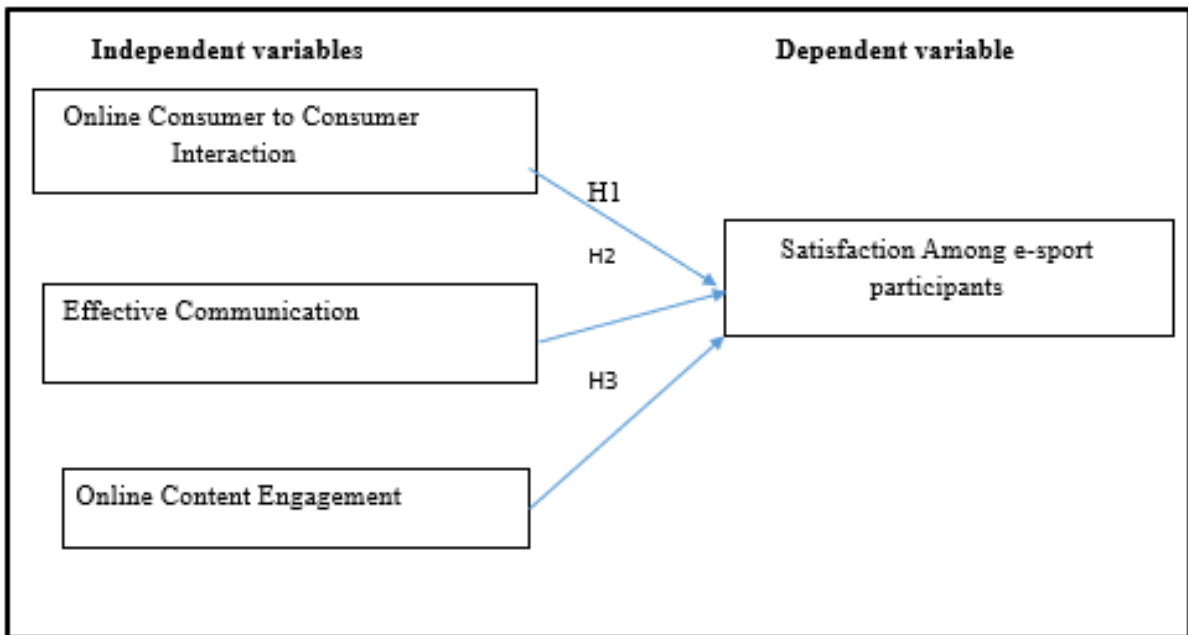 Independent variables
Dependent variable
Online Consumer to Consumer
Interaction
H1
Satisfaction Among e-sport
participants
H2
Effective Communication
H3
Online Content Engagement